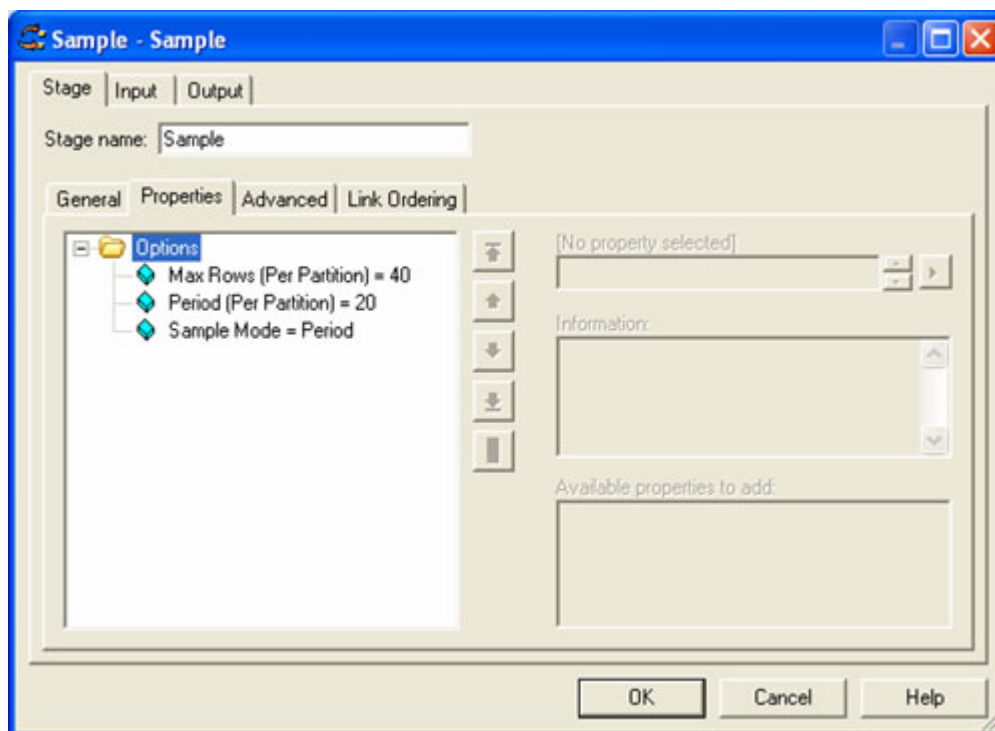 Sample - Sample
Stage Input Output
Stage name: Sample
General Properties Advanced Link Ordering
Options
Max Rows (Per Partition) = 40
Period (Per Partition) = 20
Sample Mode = Period
[No property selected]
Information:
Available properties to add:
OK Cancel Help